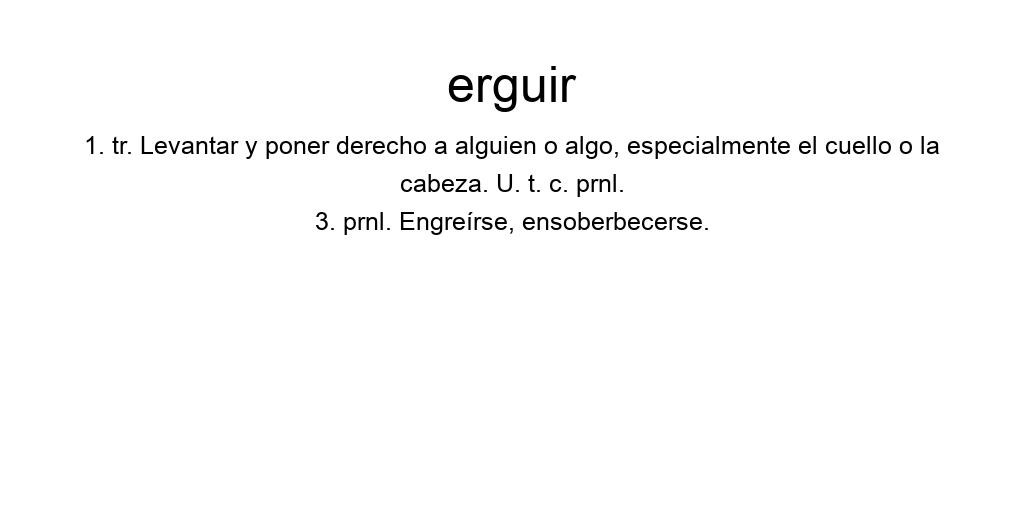 erguir
1. tr. Levantar y poner derecho a alguien o algo, especialmente el cuello o la
cabeza. U. t. c. prnl.
3. prnl. Engreírse, ensoberbecerse.